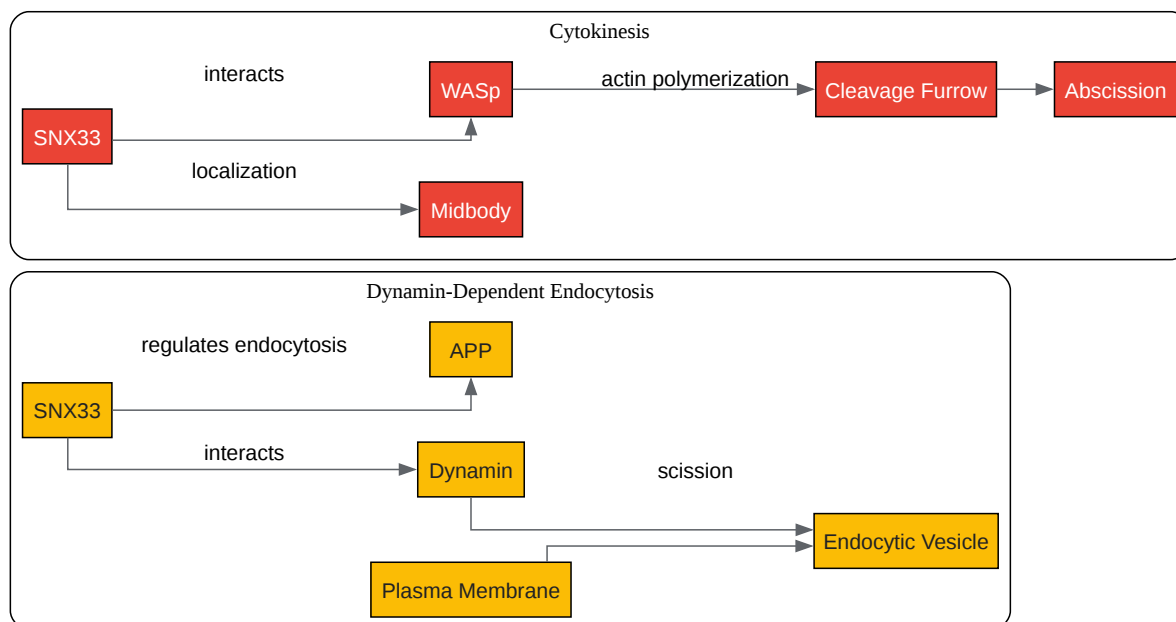 Cytokinesis
interacts
WASp
actin polymerization
Cleavage Furrow
Abscission
SNX33
localization
Midbody
Dynamin-Dependent Endocytosis
regulates endocytosis
APP
SNX33
interacts
Dynamin
scission
Endocytic Vesicle
Plasma Membrane